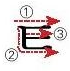 ①
ㅌ ③
②